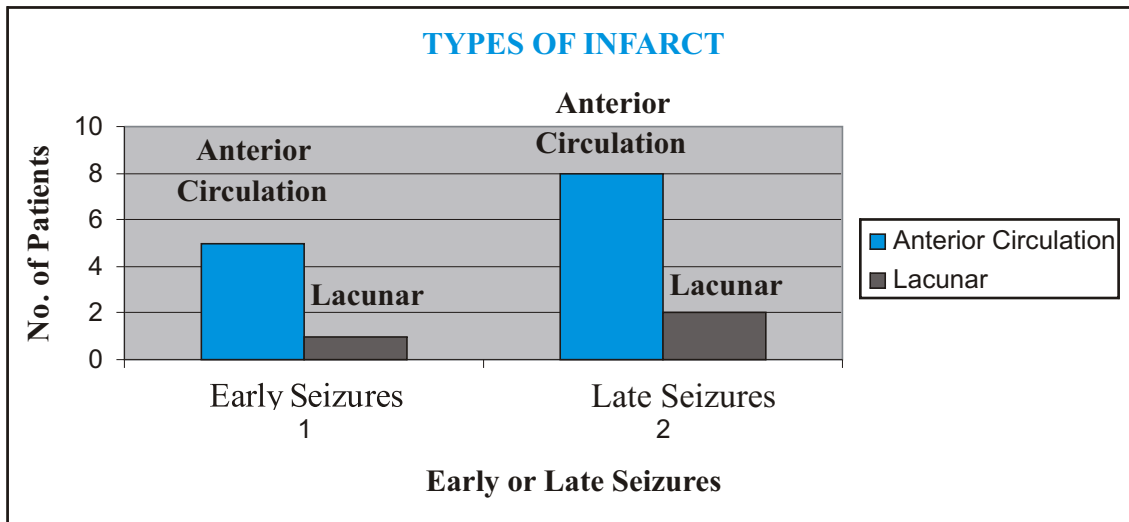 TYPES OF INFARCT
Anterior
Circulation
Anterior
Circulation
Lacunar
Lacunar
10
8
6
4
2
0
No. of Patients
Early Seizures
Late Seizures
1
2
Early or Late Seizures
Anterior Circulation
Lacunar